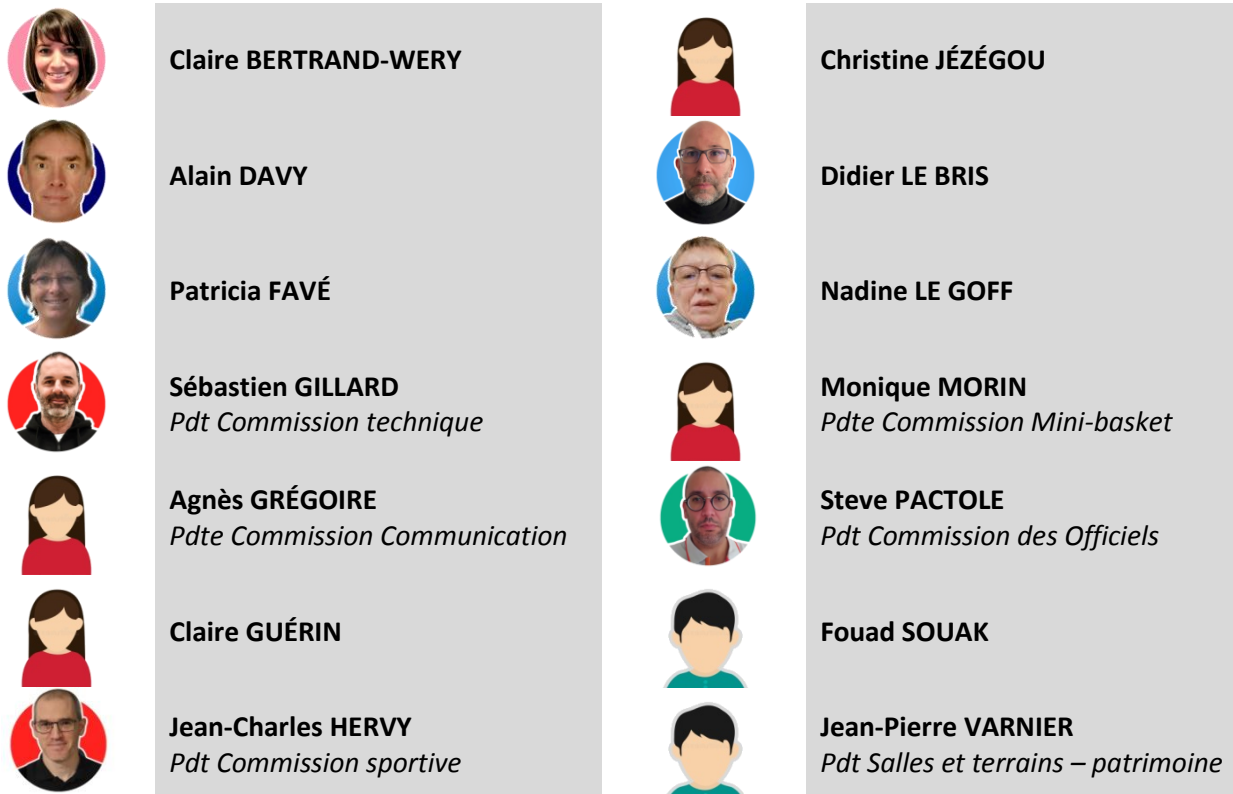 Claire BERTRAND-WERY
Alain DAVY
Patricia FAVÉ
Sébastien GILLARD
Pdt Commission technique
Agnès GRÉGOIRE
Pdte Commission Communication
Claire GUÉRIN
Jean-Charles HERVY
Pdt Commission sportive
Christine JÉZÉGOU
Didier LE BRIS
Nadine LE GOFF
Monique MORIN
Pdte Commission Mini-basket
Steve PACTOLE
Pdt Commission des Officiels
Fouad SOUAK
Jean-Pierre VARNIER
Pdt Salles et terrains – patrimoine